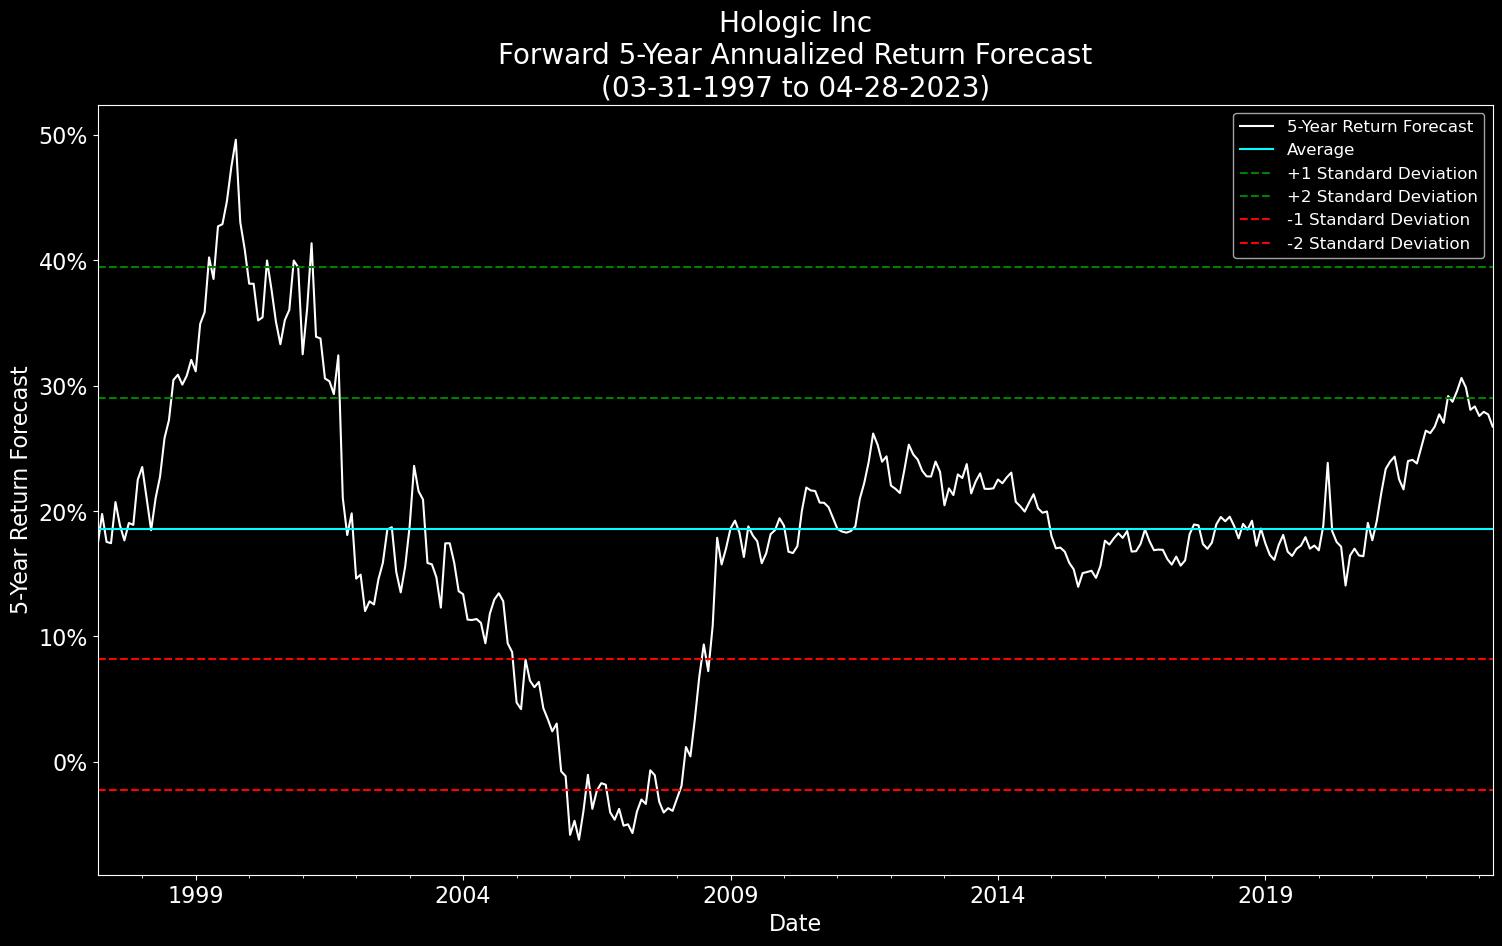 Hologic Inc
Forward 5-Year Annualized Return Forecast
(03-31-1997 to 04-28-2023)
5-Year Return Forecast
Average
+1 Standard Deviation
+2 Standard Deviation
-1 Standard Deviation
-2 Standard Deviation
5-Year Return Forecast
50%
40%
30%
20%
10%
0%
1999
2004
2009
2014
2019
Date